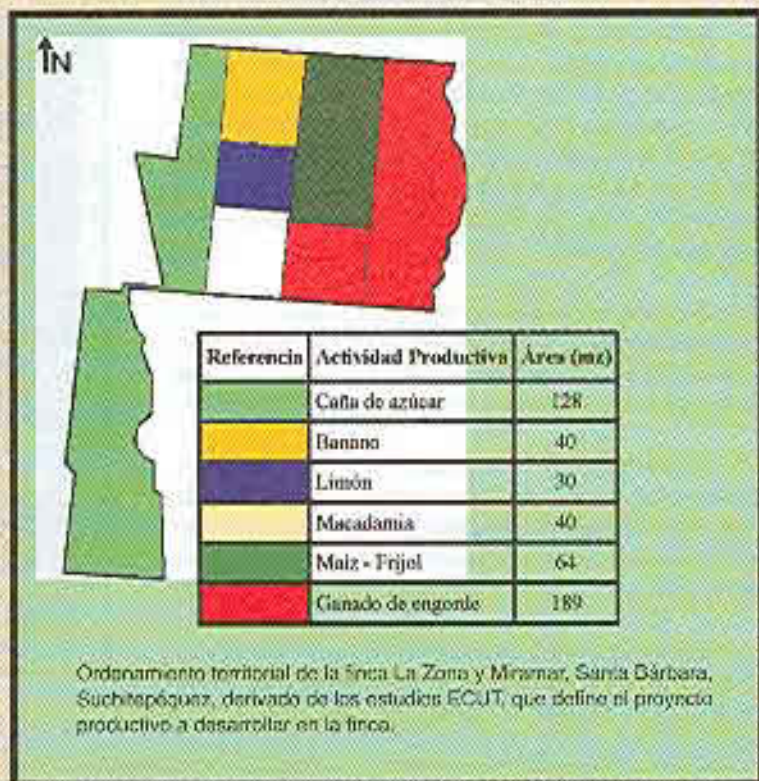 N
Referencia Actividad Productiva Áres (mz)
Caña de azúcar 128
Banano 40
Limón 30
Macadamia 40
Maíz - Frijol 64
Ganado de engorde 189
Ordenamiento territorial de la finca La Zona y Miramar, Santa Bárbara,
Suchitepéquez, derivado de los estudios ECUT, que define el proyecto
productivo a desarrollar en la finca.